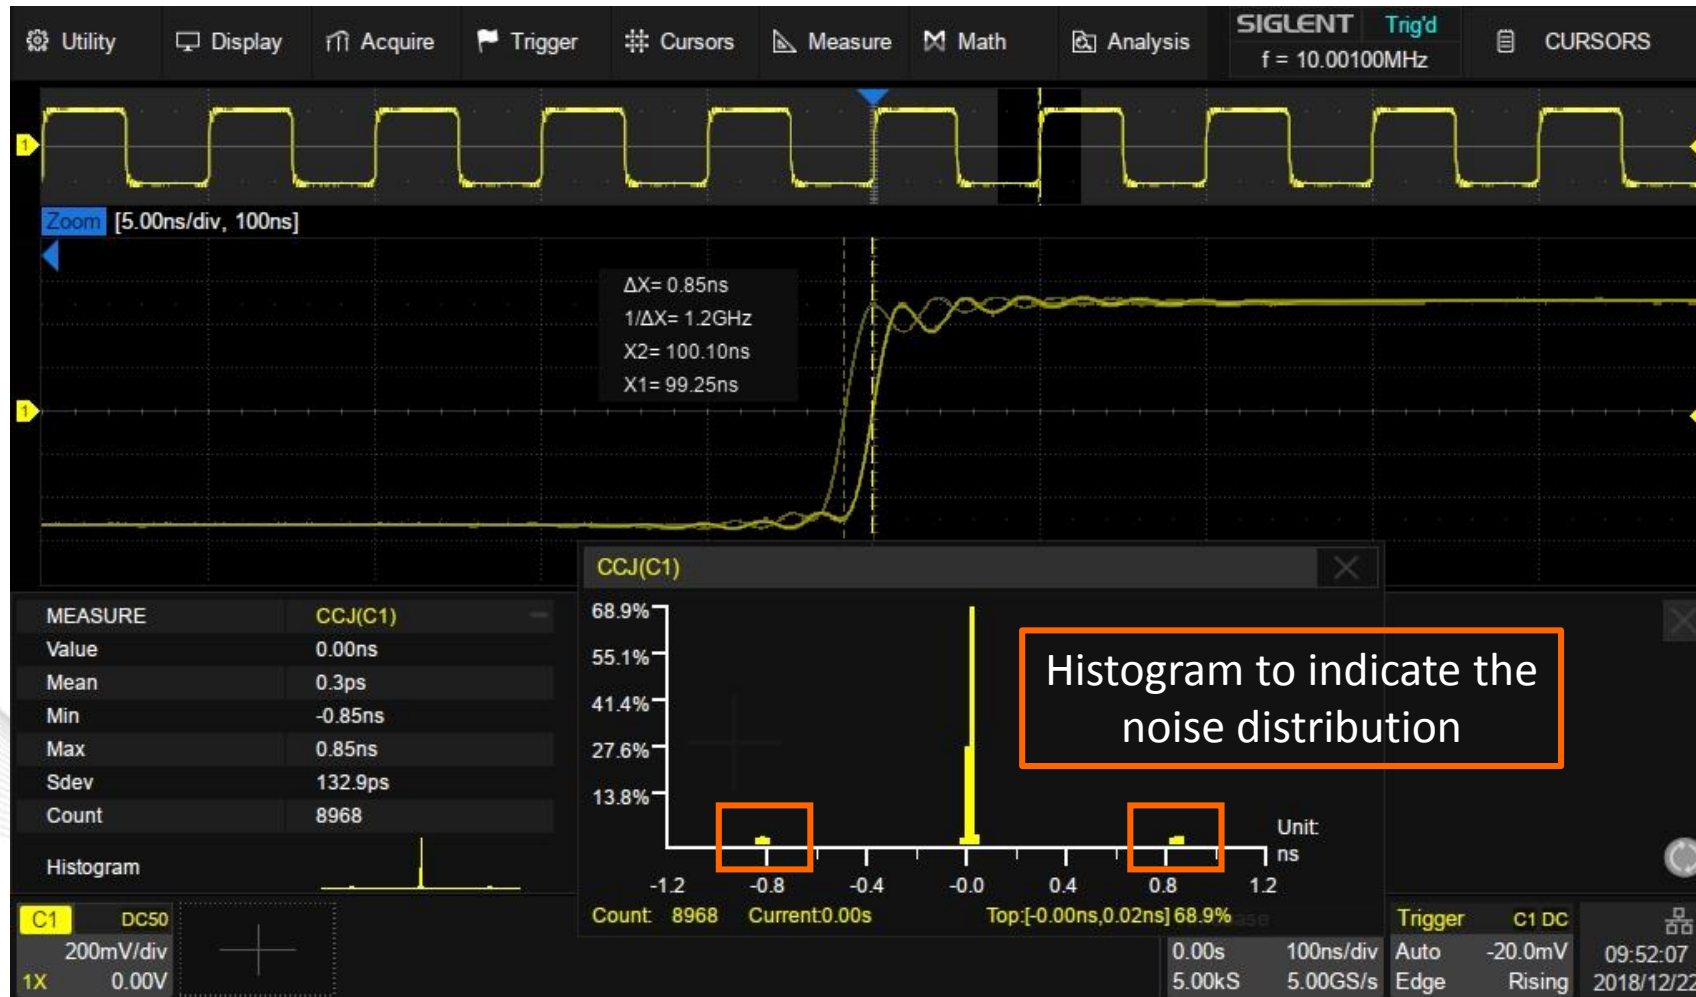 Utility Display Acquire Trigger Cursors Measure Math Analysis SIGLENT Trig'd CURSORS
f = 10.00100MHz
1
Zoom [5.00ns/div, 100ns]
ΔX= 0.85ns
1/ΔX= 1.2GHz
X2= 100.10ns
X1= 99.25ns
1
CCJ(C1)
MEASURE CCJ(C1)
Value 0.00ns
Mean 0.3ps
Min -0.85ns
Max 0.85ns
Sdev 132.9ps
Count 8968
Histogram
68.9%
55.1%
41.4%
27.6%
13.8%
Histogram to indicate the
noise distribution
Unit:
ns
-1.2 -0.8 -0.4 -0.0 0.4 0.8 1.2
Count: 8968 Current:0.00s Top:[-0.00ns,0.02ns] 68.9%
C1 DC50
200mV/div
1X 0.00V
0.00s 100ns/div
5.00kS 5.00GS/s
Trigger C1 DC
Auto -20.0mV
Edge Rising
09:52:07
2018/12/22